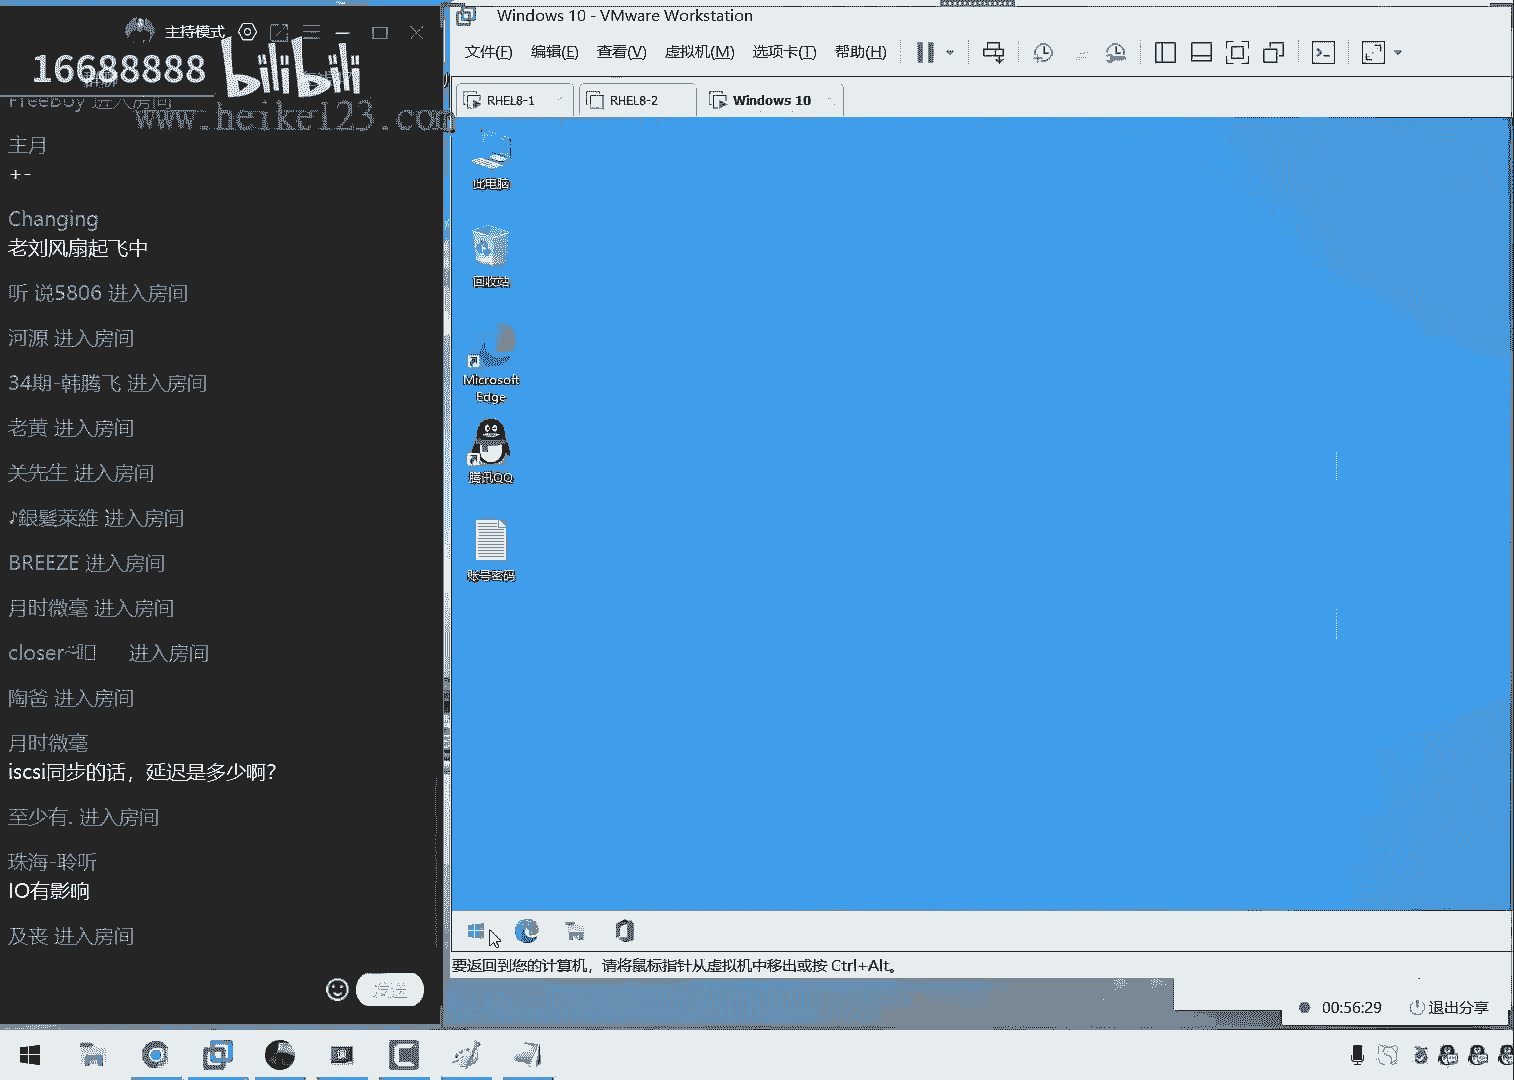 主持模式
16688888
bilibili
www.heike123.com
FreeBoy 进入房间
主月
+-
Changing
老刘风扇起飞中
听 说5806 进入房间
河源 进入房间
34期-韩腾飞 进入房间
老黄 进入房间
关先生 进入房间
♪銀髮萊維 进入房间
BREEZE 进入房间
月时微毫 进入房间
closer 进入房间
陶爸 进入房间
月时微毫
iscsi同步的话，延迟是多少啊？
至少有. 进入房间
珠海-聆听
IO有影响
及丧 进入房间
发送
Windows 10 - VMware Workstation
文件(F) 编辑(E) 查看(V) 虚拟机(M) 选项卡(T) 帮助(H)
RHEL8-1
RHEL8-2
Windows 10
此电脑
回收站
Microsoft
Edge
腾讯QQ
账号密码
要返回到您的计算机，请将鼠标指针从虚拟机中移出或按 Ctrl+Alt。
00:56:29
退出分享